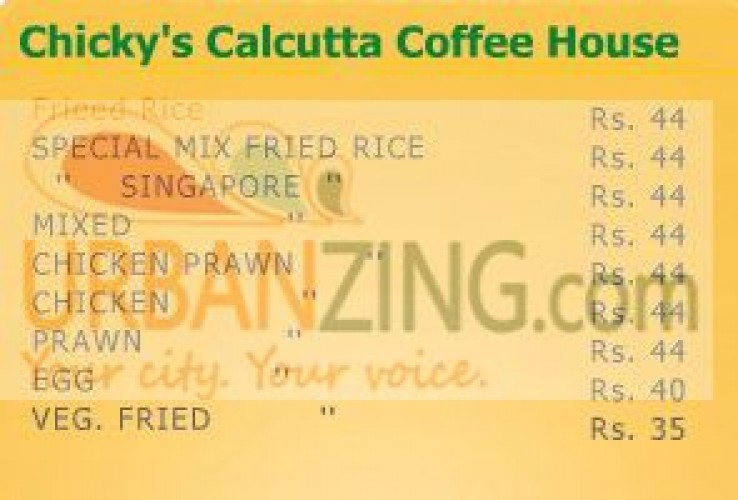 Chicky's Calcutta Coffee House
Frieed Rice Rs. 44
SPECIAL MIX FRIED RICE Rs. 44
" SINGAPORE " Rs. 44
MIXED " Rs. 44
CHICKEN PRAWN " Rs. 44
CHICKEN " Rs. 44
PRAWN " Rs. 44
EGG " Rs. 40
VEG. FRIED " Rs. 35
URBANZING.com
Your city. Your voice.